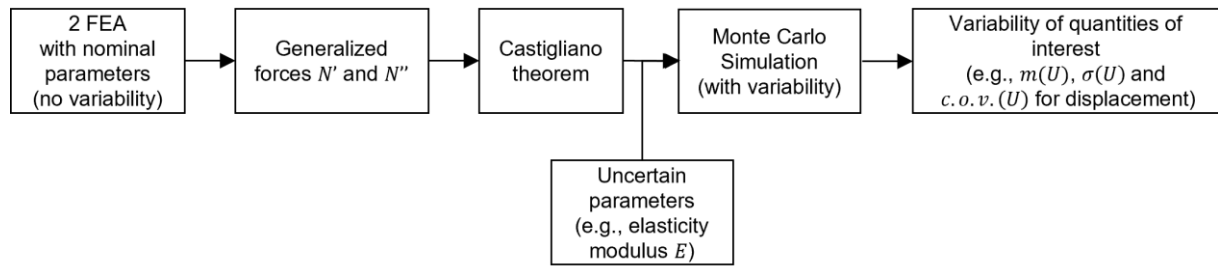 2 FEA
with nominal
parameters
(no variability)
Generalized
forces N' and N''
Castigliano
theorem
Monte Carlo
Simulation
(with variability)
Variability of quantities of
interest
(e.g., m(U), σ(U) and
c.o.v.(U) for displacement)
Uncertain
parameters
(e.g., elasticity
modulus E)